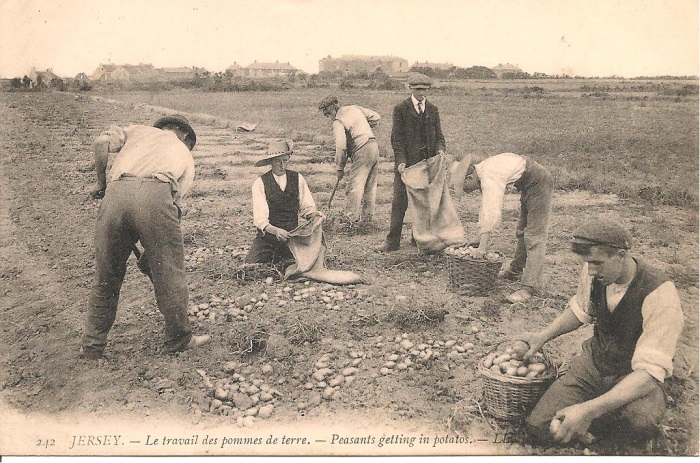 242 JERSEY. — Le travail des pommes de terre. — Peasants getting in potatos. — LL.